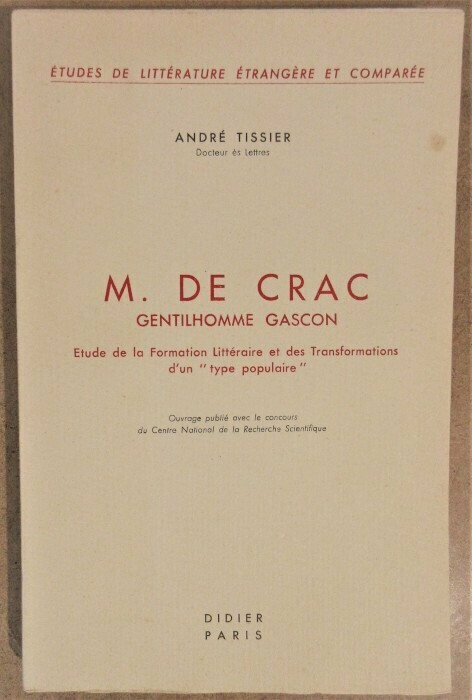 ÉTUDES DE LITTÉRATURE ÉTRANGÈRE ET COMPARÉE
ANDRÉ TISSIER
Docteur ès Lettres
M. DE CRAC
GENTILHOMME GASCON
Etude de la Formation Littéraire et des Transformations
d'un "type populaire"
Ouvrage publié avec le concours
du Centre National de la Recherche Scientifique
DIDIER
PARIS